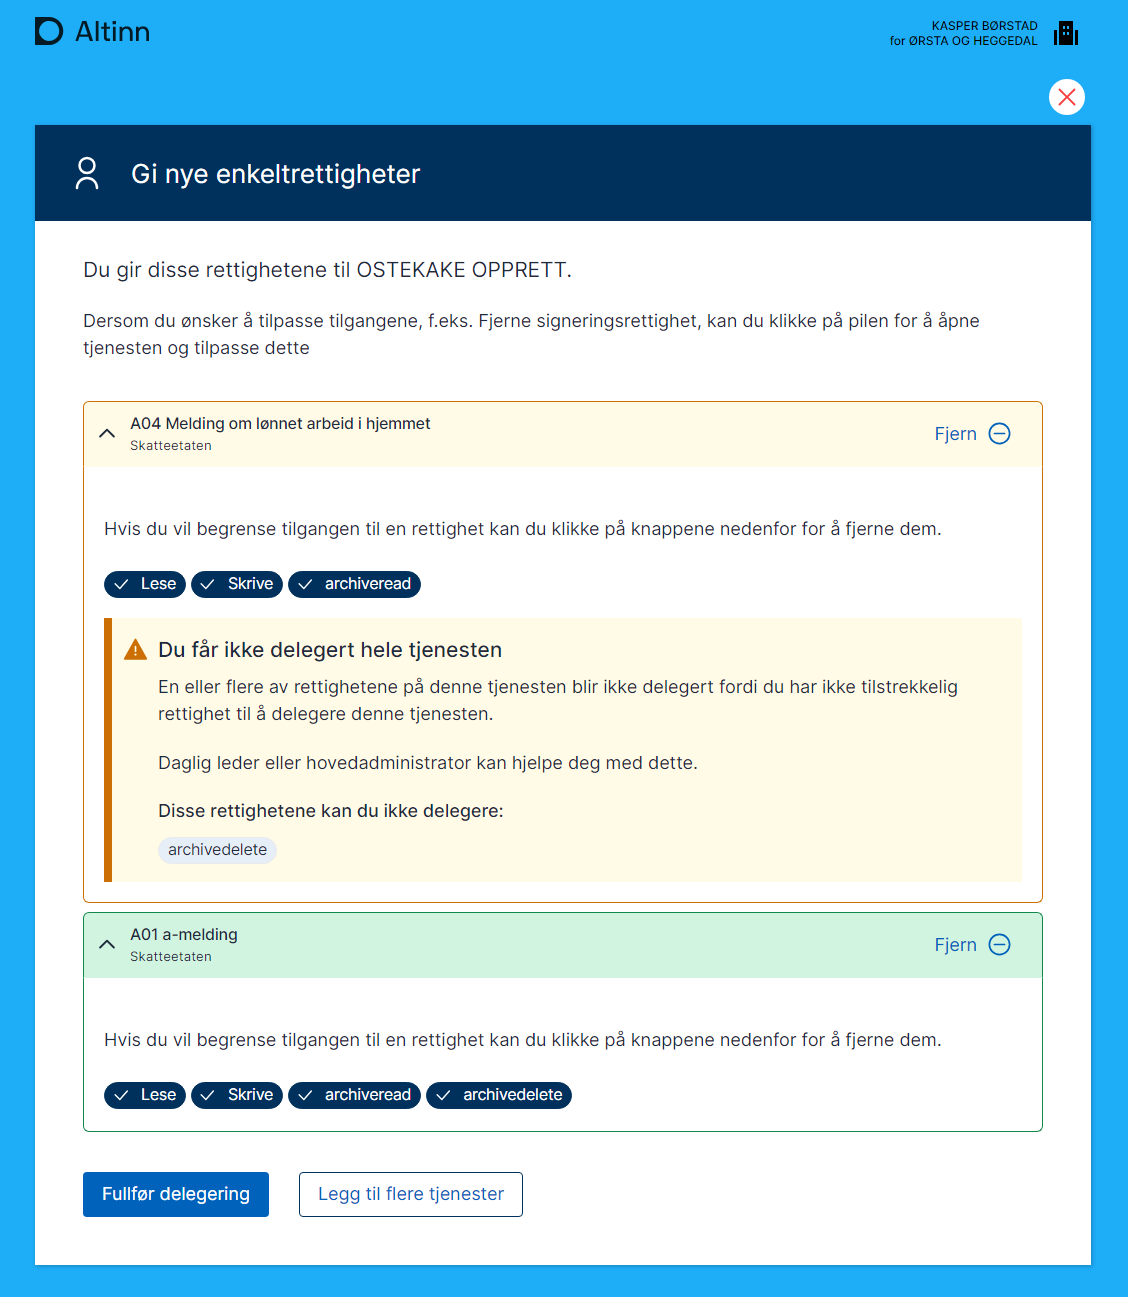 Altinn
KASPER BØRSTAD
for ØRSTA OG HEGGEDAL
Gi nye enkeltrettigheter
Du gir disse rettighetene til OSTEKAKE OPPRETT.
Dersom du ønsker å tilpasse tilgangene, f.eks. Fjerne signeringsrettighet, kan du klikke på pilen for å åpne
tjenesten og tilpasse dette
A04 Melding om lønnet arbeid i hjemmet
Skatteetaten
Fjern
Hvis du vil begrense tilgangen til en rettighet kan du klikke på knappene nedenfor for å fjerne dem.
Lese Skrive archiveread
Du får ikke delegert hele tjenesten
En eller flere av rettighetene på denne tjenesten blir ikke delegert fordi du har ikke tilstrekkelig
rettighet til å delegere denne tjenesten.
Daglig leder eller hovedadministrator kan hjelpe deg med dette.
Disse rettighetene kan du ikke delegere:
archivedelete
A01 a-melding
Skatteetaten
Fjern
Hvis du vil begrense tilgangen til en rettighet kan du klikke på knappene nedenfor for å fjerne dem.
Lese Skrive archiveread archivedelete
Fullfør delegering Legg til flere tjenester